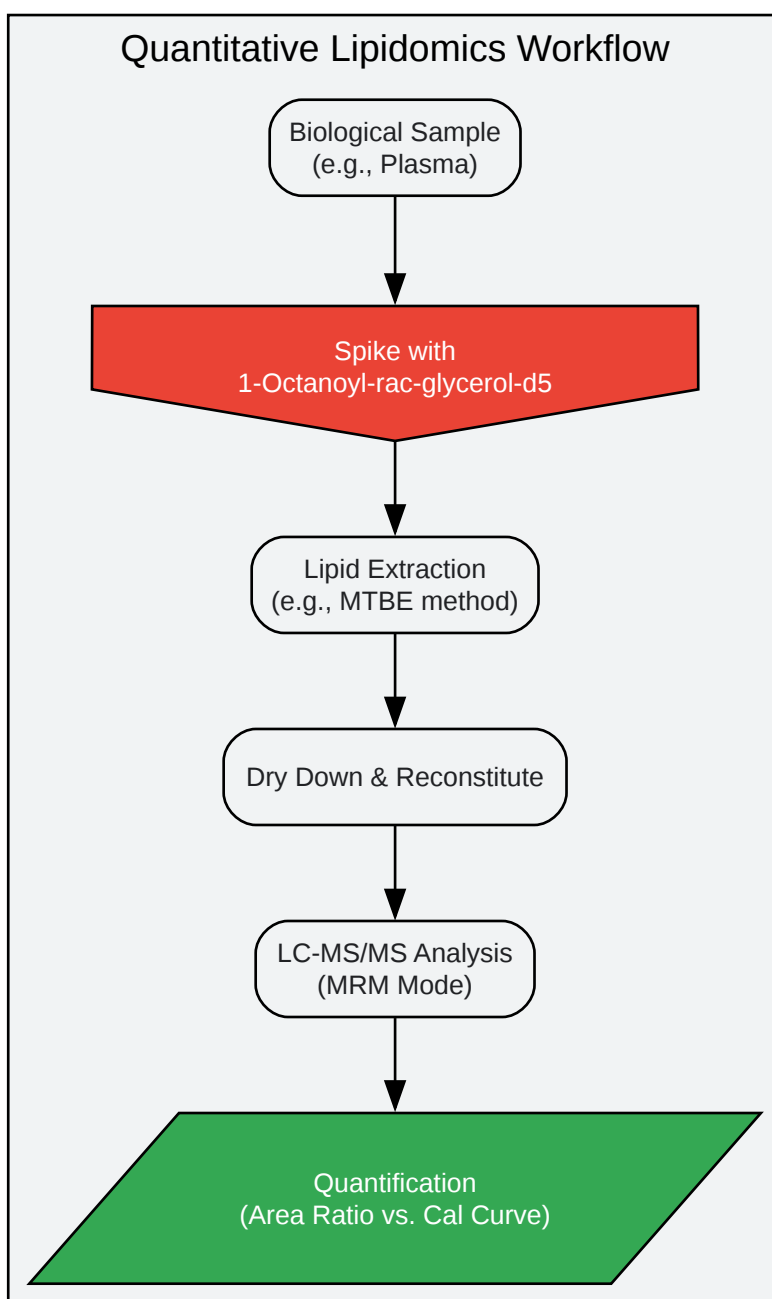 Quantitative Lipidomics Workflow
Biological Sample
(e.g., Plasma)
Spike with
1-Octanoyl-rac-glycerol-d5
Lipid Extraction
(e.g., MTBE method)
Dry Down & Reconstitute
LC-MS/MS Analysis
(MRM Mode)
Quantification
(Area Ratio vs. Cal Curve)